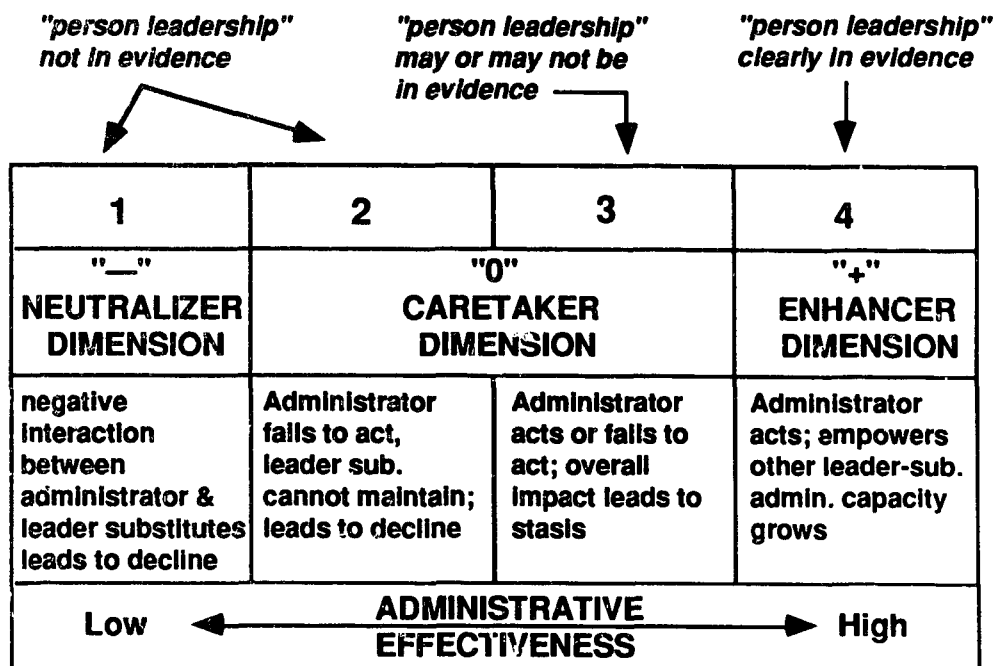 "person leadership"
not in evidence
"person leadership"
may or may not be
in evidence
"person leadership"
clearly in evidence
1
2
3
4
"—"
NEUTRALIZER
DIMENSION
"0"
CARETAKER
DIMENSION
"+"
ENHANCER
DIMENSION
negative
interaction
between
administrator &
leader substitutes
leads to decline
Administrator
fails to act,
leader sub.
cannot maintain;
leads to decline
Administrator
acts or fails to
act; overall
impact leads to
stasis
Administrator
acts; empowers
other leader-sub.
admin. capacity
grows
Low
ADMINISTRATIVE
EFFECTIVENESS
High